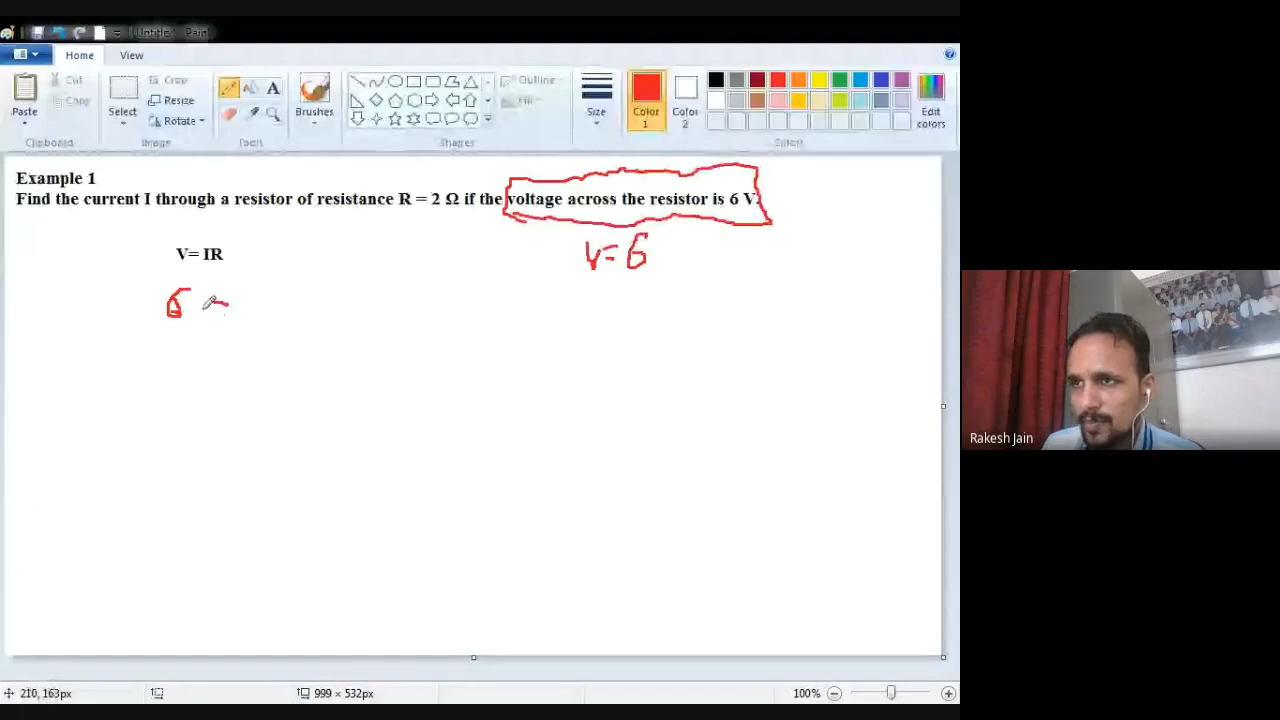 Untitle Pain
Home View
Cut
Copy
Paste
Clipboard
Select
Crop
Resize
Rotate
Image
Tools
Brushes
Shapes
Outline
Fill
Size
Color 1
Color 2
Edit colors
Colors
Example 1
Find the current I through a resistor of resistance R = 2 Ω if the voltage across the resistor is 6 V.
V= IR
V= 6
6
Rakesh Jain
210, 163px
999 × 532px
100%